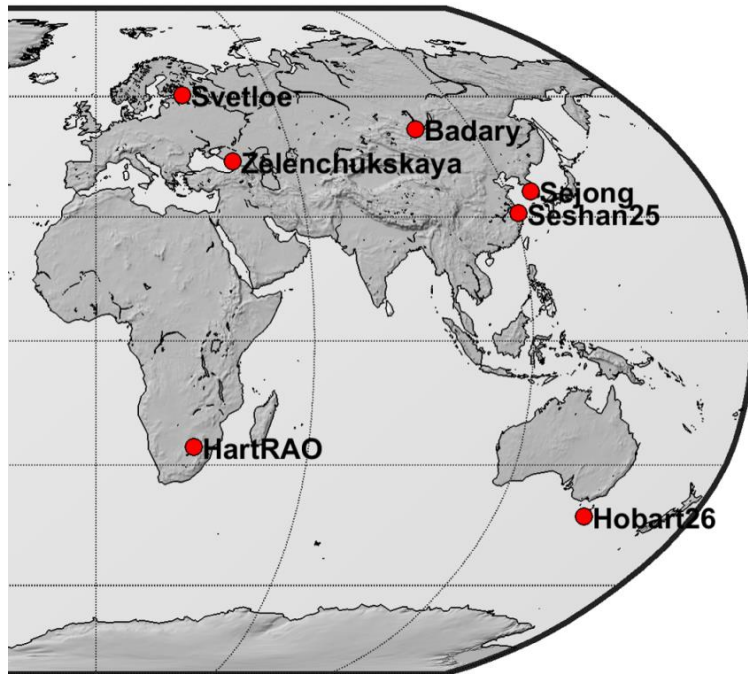 Svetloe
Badary
Zelenchukskaya
Sejong
Seshan25
HartRAO
Hobart26